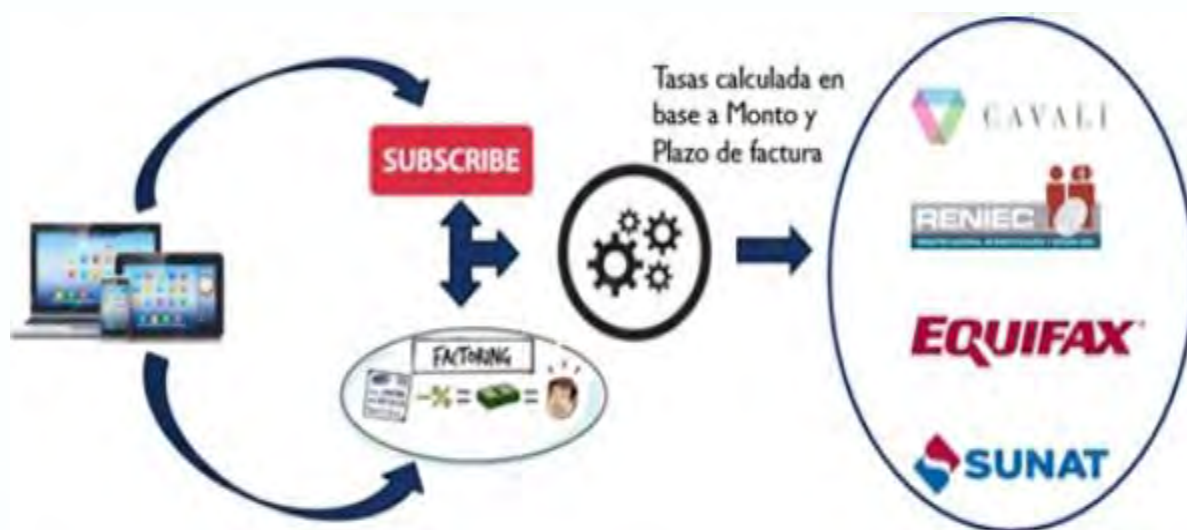 Tasas calculada en
base a Monto y
Plazo de factura
SUBSCRIBE
FACTORING
-% = =
CAVALI
RENIEC
EQUIFAX
SUNAT